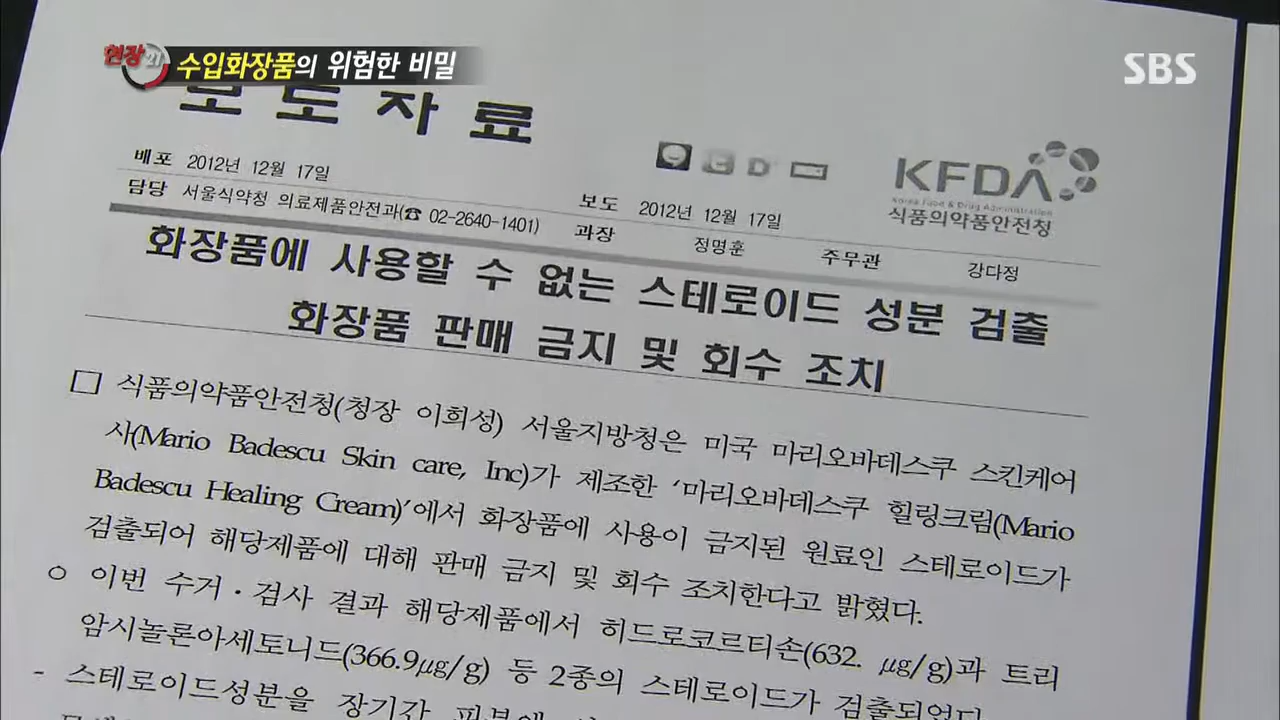 현장21 수입화장품의 위험한 비밀
SBS
보도자료
배포 2012년 12월 17일
보도 2012년 12월 17일
KFDA
Korea Food & Drug Administration
식품의약품안전청
담당 서울식약청 의료제품안전과(☎ 02-2640-1401) 과장 정명훈 주무관 강다정
화장품에 사용할 수 없는 스테로이드 성분 검출
화장품 판매 금지 및 회수 조치
□ 식품의약품안전청(청장 이희성) 서울지방청은 미국 마리오바데스쿠 스킨케어
사(Mario Badescu Skin care, Inc)가 제조한 ‘마리오바데스쿠 힐링크림(Mario
Badescu Healing Cream)’에서 화장품에 사용이 금지된 원료인 스테로이드가
검출되어 해당제품에 대해 판매 금지 및 회수 조치한다고 밝혔다.
○ 이번 수거·검사 결과 해당제품에서 히드로코르티손(632. μg/g)과 트리
암시놀론아세토니드(366.9μg/g) 등 2종의 스테로이드가 검출되었다
- 스테로이드성분을 장기간 피부에